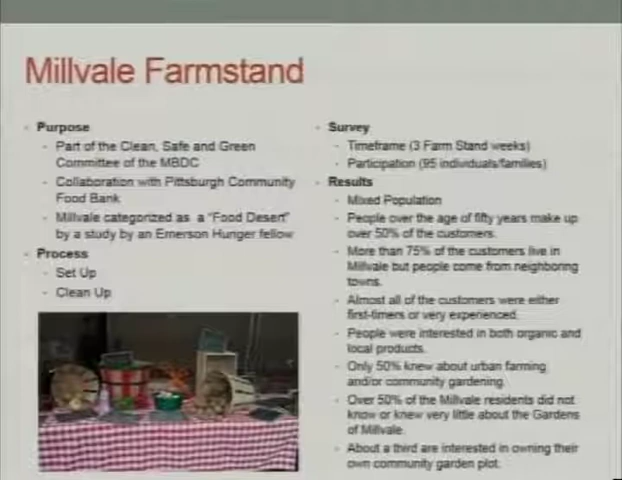 Millvale Farmstand
Purpose
Part of the Clean, Safe and Green
Committee of the MBDC
Collaboration with Pittsburgh Community
Food Bank
Millvale categorized as a "Food Desert"
by a study by an Emerson Hunger fellow
Process
Set Up
Clean Up
Survey
Timeframe (3 Farm Stand weeks)
Participation (95 individuals/families)
Results
Mixed Population
People over the age of fifty years make up
over 50% of the customers.
More than 75% of the customers live in
Millvale but people come from neighboring
towns.
Almost all of the customers were either
first-timers or very experienced.
People were interested in both organic and
local products.
Only 50% knew about urban farming
and/or community gardening.
Over 50% of the Millvale residents did not
know or knew very little about the Gardens
of Millvale.
About a third are interested in owning their
own community garden plot.